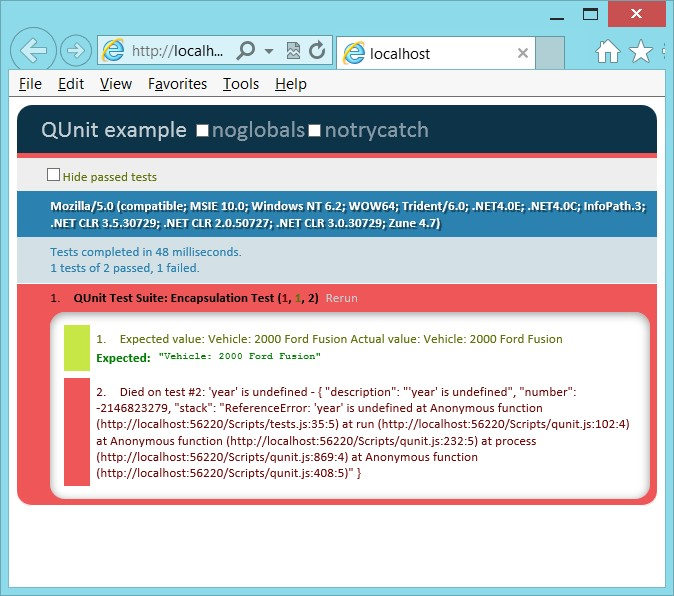 http://localh...
localhost
File Edit View Favorites Tools Help
QUnit example noglobals notrycatch
Hide passed tests
Mozilla/5.0 (compatible; MSIE 10.0; Windows NT 6.2; WOW64; Trident/6.0; .NET4.0E; .NET4.0C; InfoPath.3;
.NET CLR 3.5.30729; .NET CLR 2.0.50727; .NET CLR 3.0.30729; Zune 4.7)
Tests completed in 48 milliseconds.
1 tests of 2 passed, 1 failed.
1. QUnit Test Suite: Encapsulation Test (1, 1, 2) Rerun
1. Expected value: Vehicle: 2000 Ford Fusion Actual value: Vehicle: 2000 Ford Fusion
Expected: "Vehicle: 2000 Ford Fusion"
2. Died on test #2: 'year' is undefined - { "description": "'year' is undefined", "number":
-2146823279, "stack": "ReferenceError: 'year' is undefined at Anonymous function
(http://localhost:56220/Scripts/tests.js:35:5) at run (http://localhost:56220/Scripts/qunit.js:102:4)
at Anonymous function (http://localhost:56220/Scripts/qunit.js:232:5) at process
(http://localhost:56220/Scripts/qunit.js:869:4) at Anonymous function
(http://localhost:56220/Scripts/qunit.js:408:5)" }